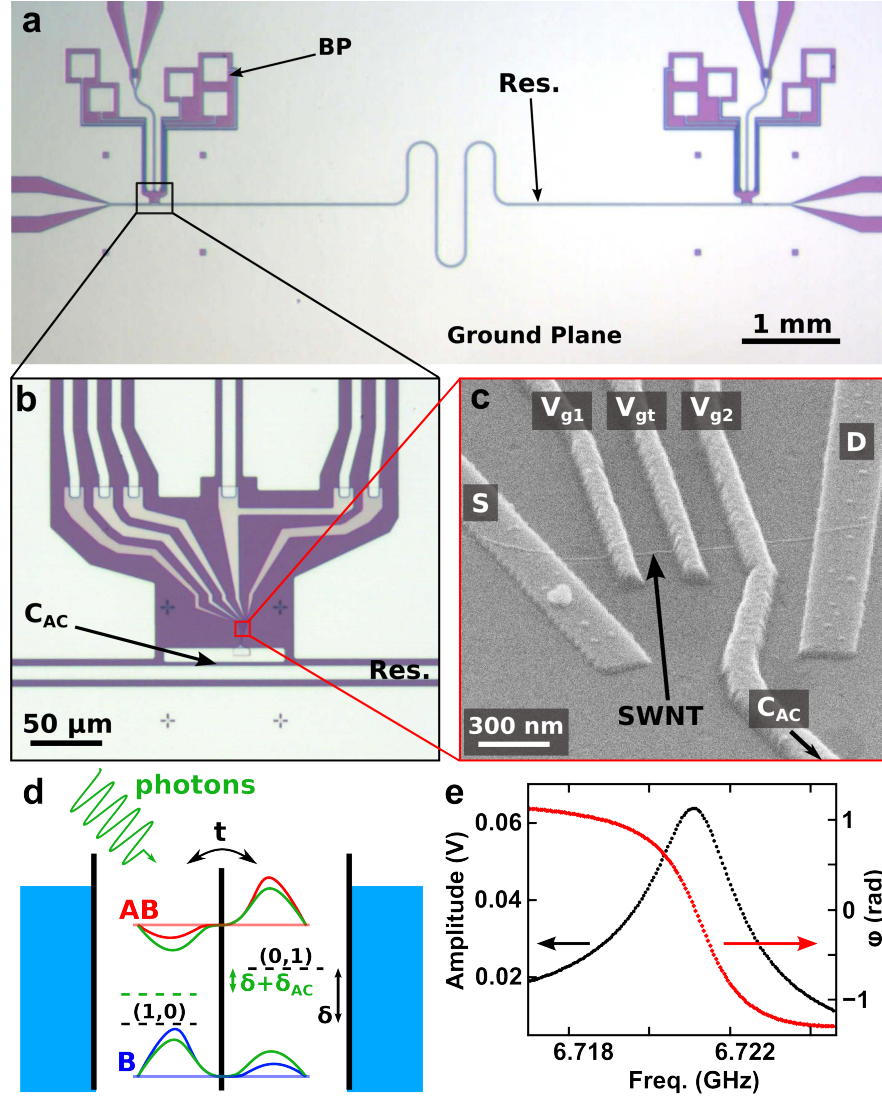 a
BP
Res.
Ground Plane
1 mm
b
C_AC
Res.
50 μm
c
V_g1 V_gt V_g2
D
S
SWNT
C_AC
300 nm
d
photons
t
AB
(0,1)
δ+δ_AC
δ
(1,0)
B
e
Amplitude (V)
0.06
0.04
0.02
1
0
−1
φ (rad)
6.718 6.722
Freq. (GHz)